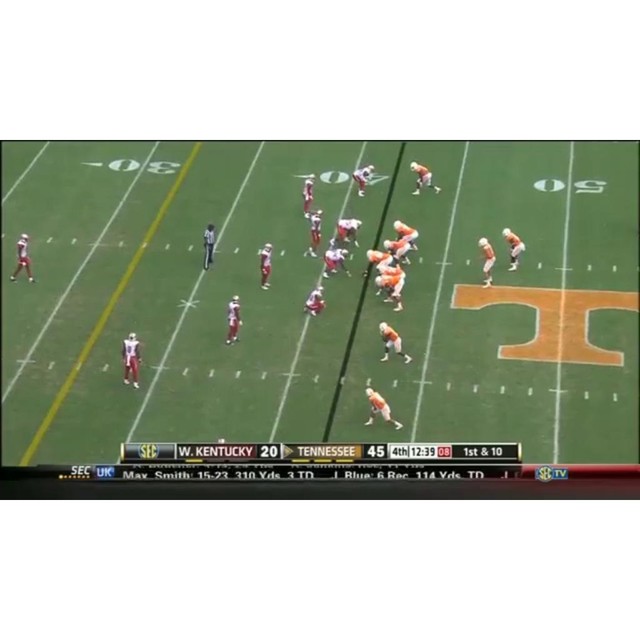 30
40
50
T
SEC W. KENTUCKY 20 TENNESSEE 45 4th 12:39 08 1st & 10
SEC UK
Max. Smith: 15-23, 310 Yds, 3 TD J. Blue: 6 Rec, 114 Yds, TD
SEC TV